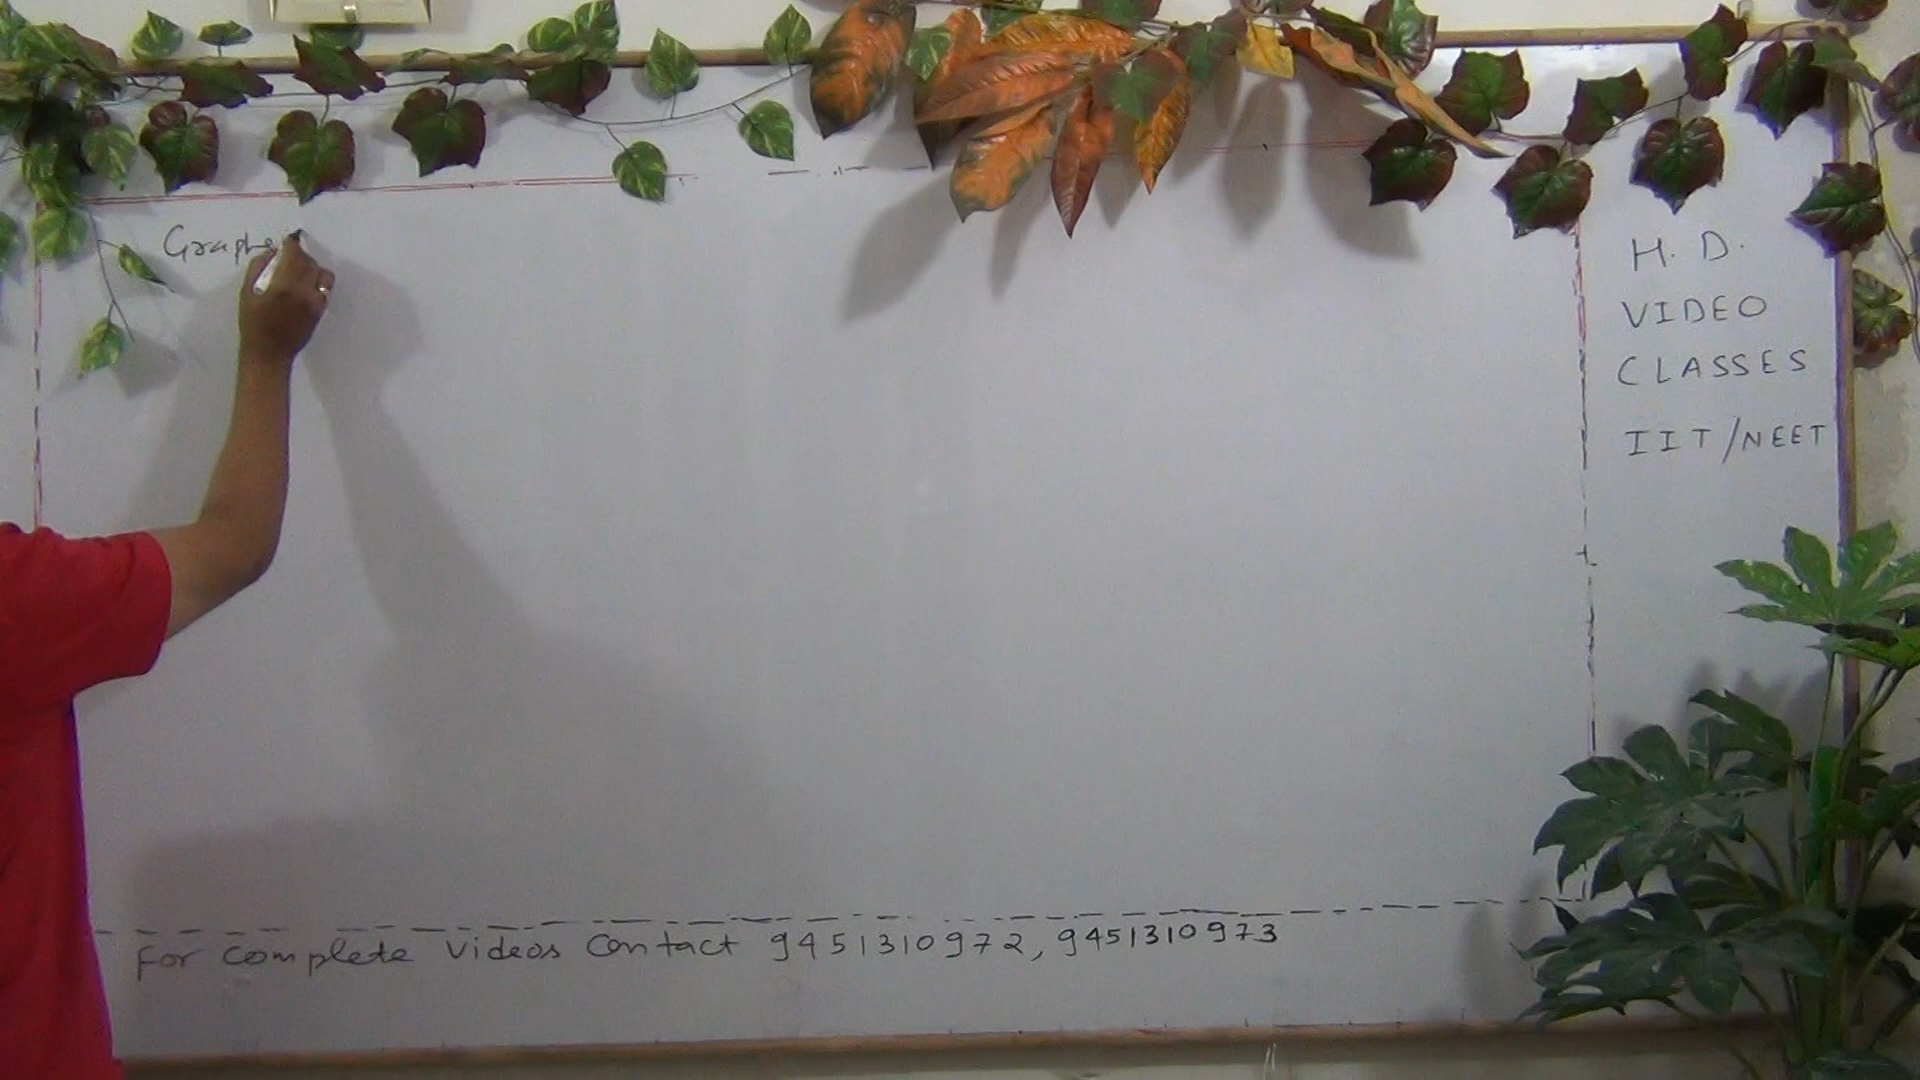 H. D.
VIDEO
CLASSES
IIT/NEET
For complete videos contact 9451310972, 9451310973